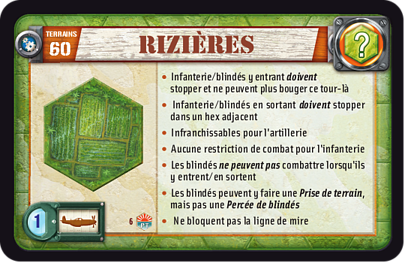 TERRAINS
60
RIZIÈRES
?
• Infanterie/blindés y entrant doivent
stopper et ne peuvent plus bouger ce tour-là
• Infanterie/blindés en sortant doivent stopper
dans un hex adjacent
• Infranchissables pour l'artillerie
• Aucune restriction de combat pour l'infanterie
• Les blindés ne peuvent pas combattre lorsqu'ils
y entrent/en sortent
• Les blindés peuvent y faire une Prise de terrain,
mais pas une Percée de blindés
• Ne bloquent pas la ligne de mire
1
6
PT